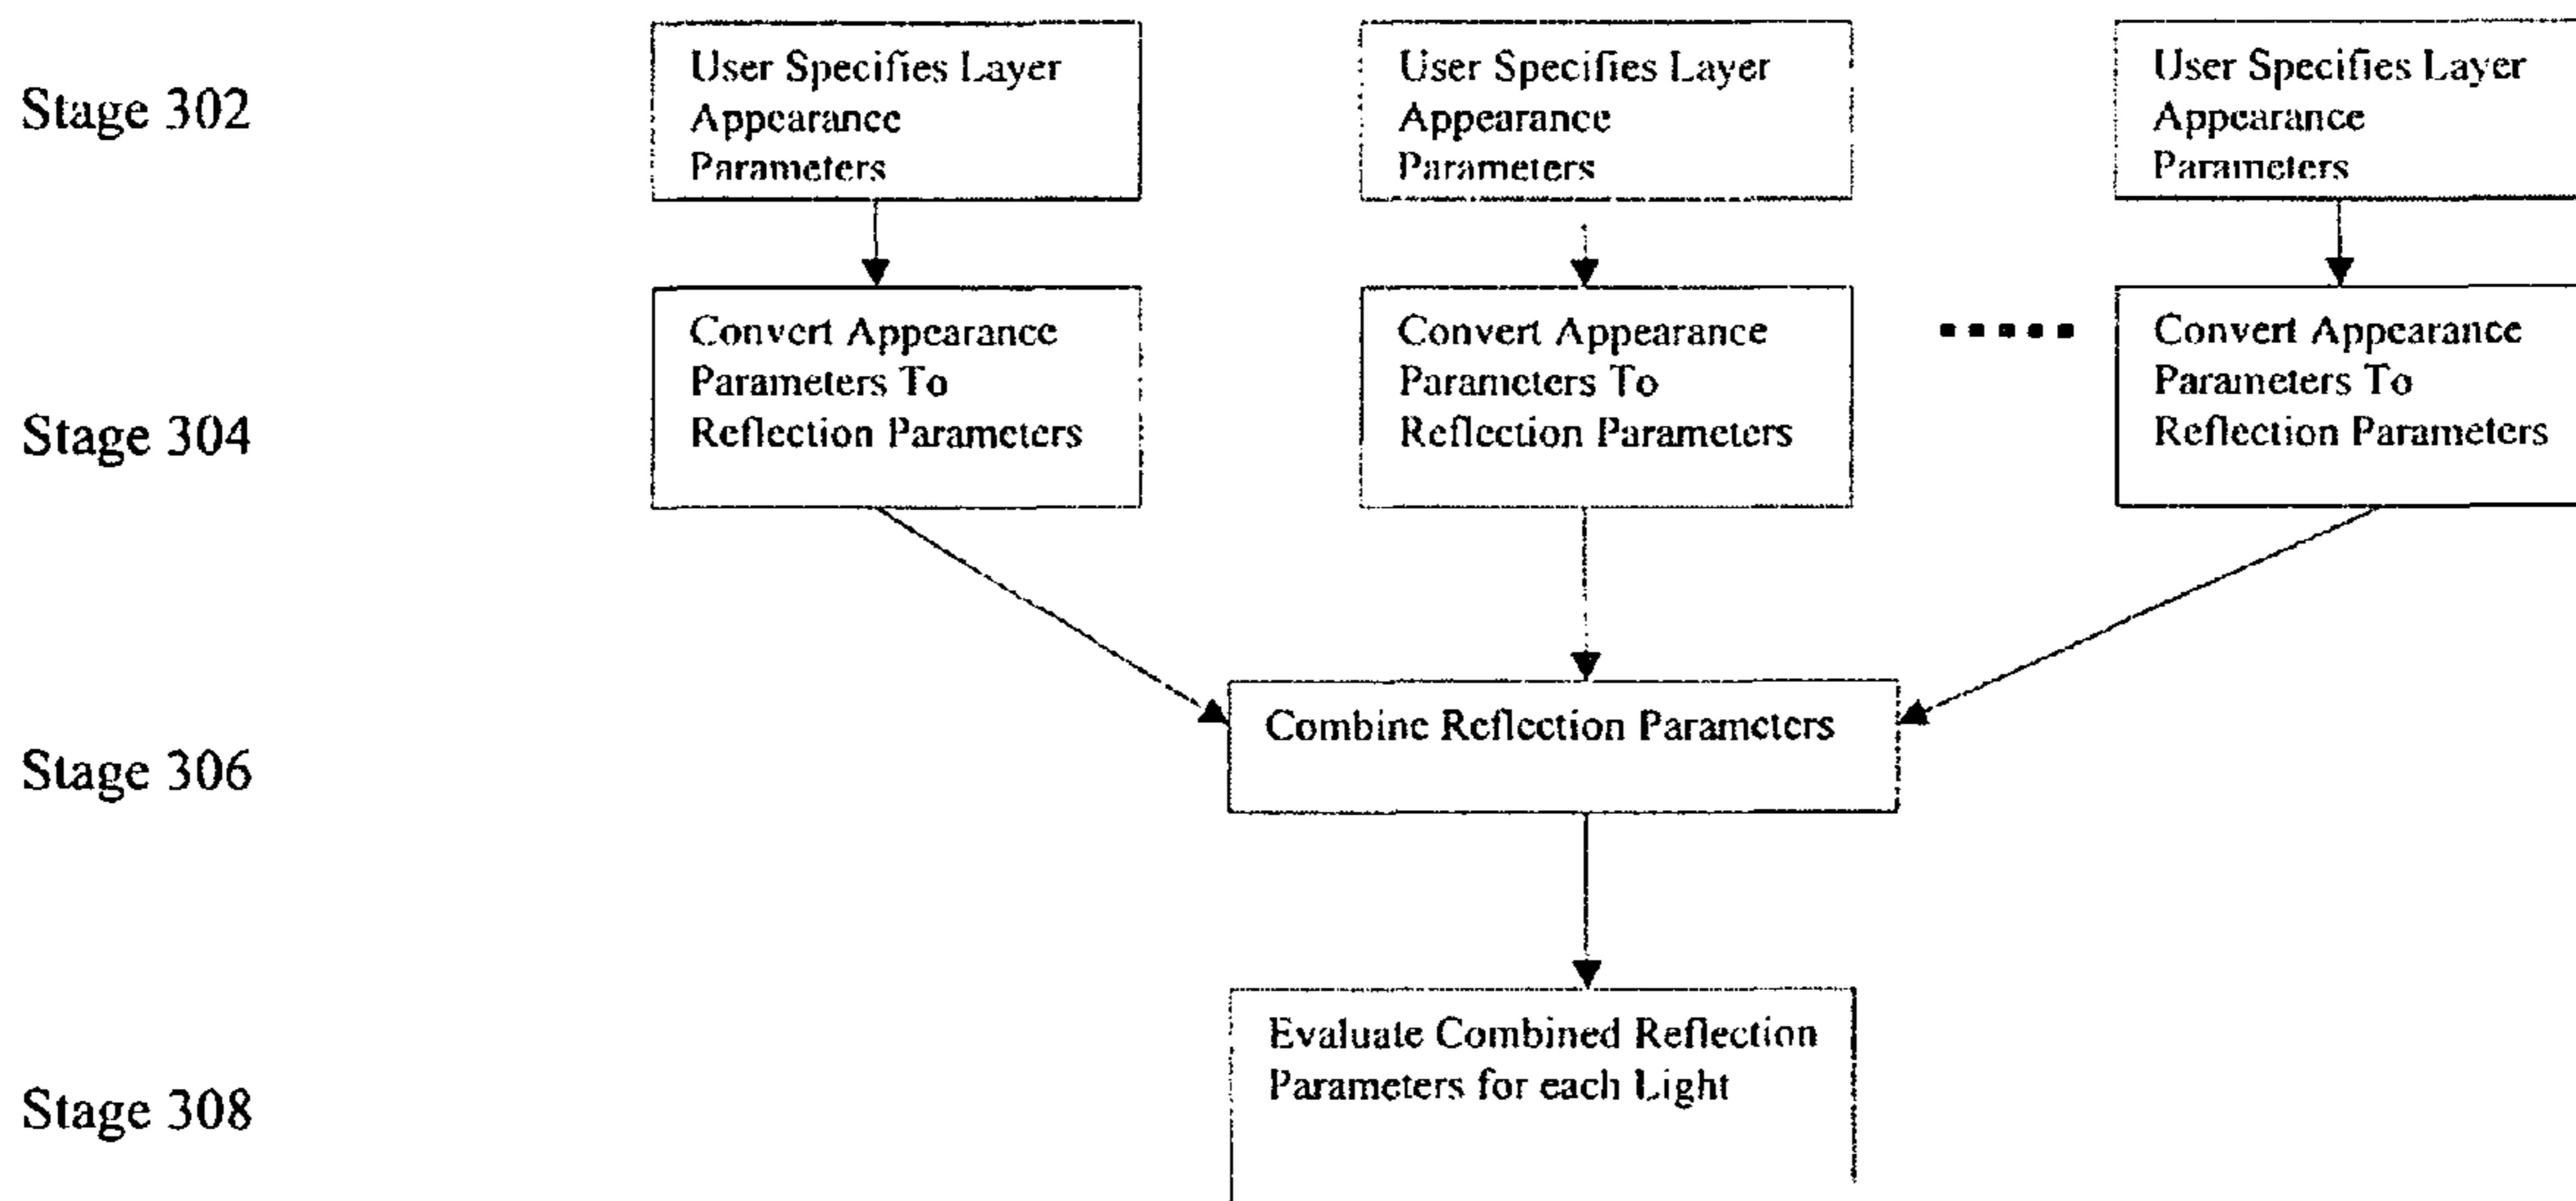 Stage 302
User Specifies Layer
Appearance
Parameters
User Specifies Layer
Appearance
Parameters
User Specifies Layer
Appearance
Parameters
Stage 304
Convert Appearance
Parameters To
Reflection Parameters
Convert Appearance
Parameters To
Reflection Parameters
Convert Appearance
Parameters To
Reflection Parameters
Stage 306
Combine Reflection Parameters
Stage 308
Evaluate Combined Reflection
Parameters for each Light